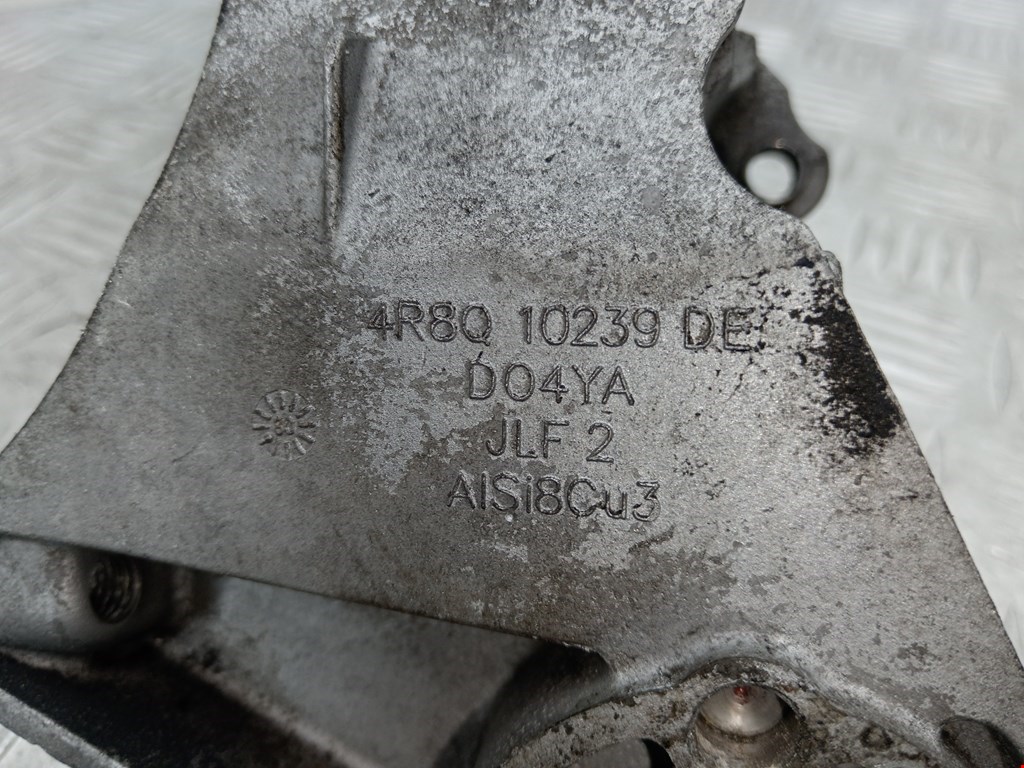 4R8Q 10239 DE
D04YA
JLF 2
AlSi8Cu3